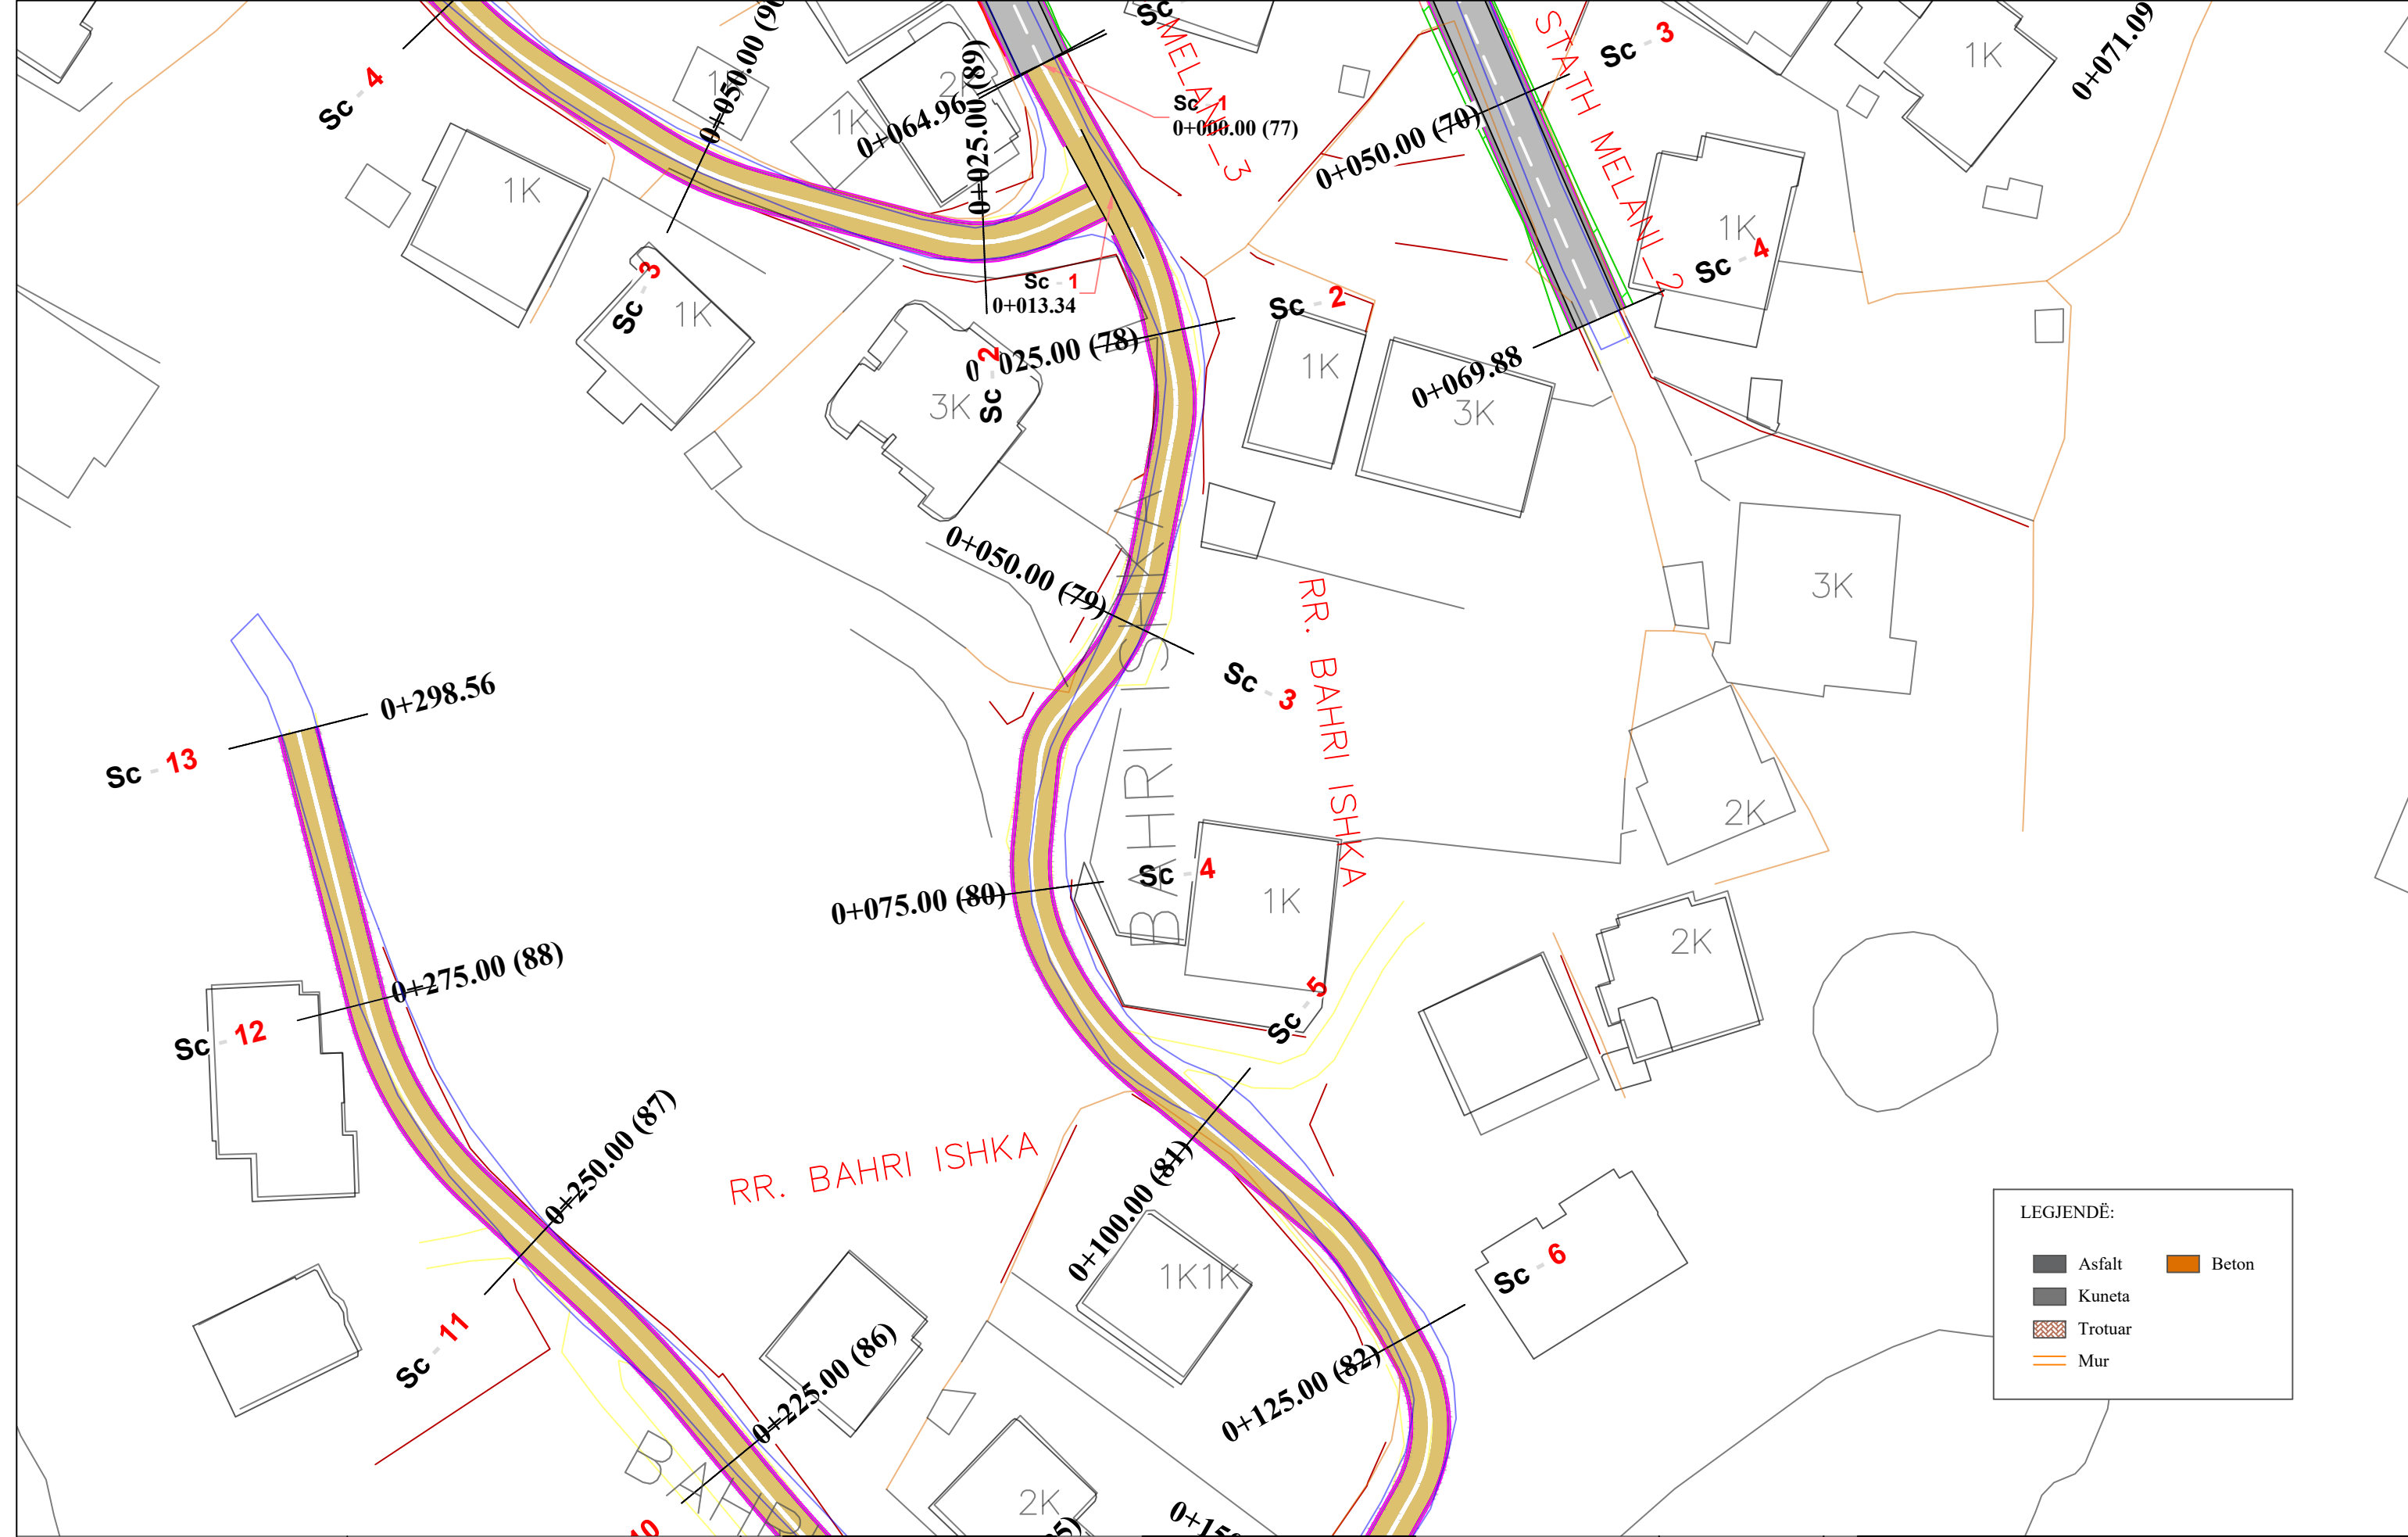 Sc - 4
0+050.00 (90
1K
1K
2K
0+064.96
0+025.00 (89)
Sc
MELANI_3
Sc - 1
0+000.00 (77)
0+050.00 (70)
STATH MELANI_2
Sc - 3
1K
0+071.09
1K
Sc - 3
1K
1K
Sc - 4
Sc - 1
0+013.34
Sc - 2
025.00 (78)
Sc - 2
3K
1K
0+069.88
3K
0+050.00 (79)
3K
Sc - 3
RR. BAHRI ISHKA
BAHRI ISHKA
0+298.56
Sc - 13
2K
0+075.00 (80)
Sc - 4
1K
2K
0+275.00 (88)
Sc - 12
Sc - 5
0+250.00 (87)
RR. BAHRI ISHKA
0+100.00 (81)
1K1K
Sc - 6
Sc - 11
0+225.00 (86)
0+125.00 (82)
2K
10
LEGJENDË:
Asfalt
Beton
Kuneta
Trotuar
Mur